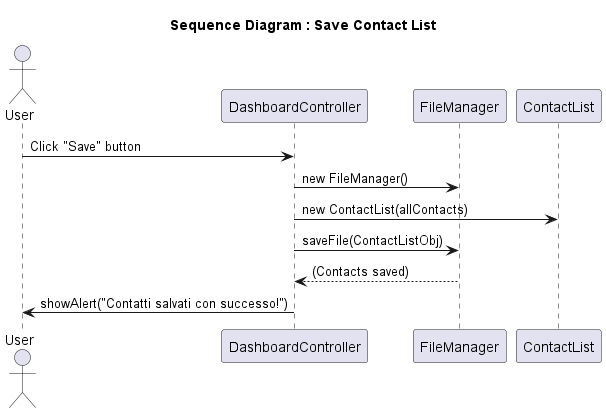 Sequence Diagram : Save Contact List
User
DashboardController
FileManager
ContactList
Click "Save" button
new FileManager()
new ContactList(allContacts)
saveFile(ContactListObj)
(Contacts saved)
showAlert("Contatti salvati con successo!")
User
DashboardController
FileManager
ContactList